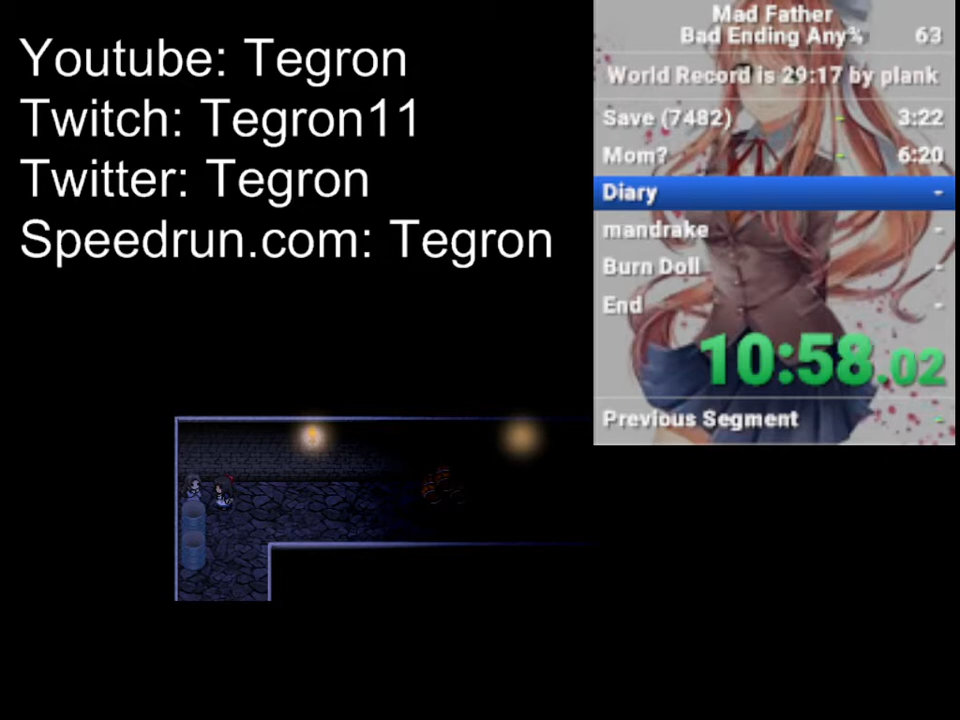 Youtube: Tegron
Twitch: Tegron11
Twitter: Tegron
Speedrun.com: Tegron
Mad Father
Bad Ending Any% 63
World Record is 29:17 by plank
Save (7482) - 3:22
Mom? - 6:20
Diary -
mandrake -
Burn Doll -
End -
10:58.02
Previous Segment -